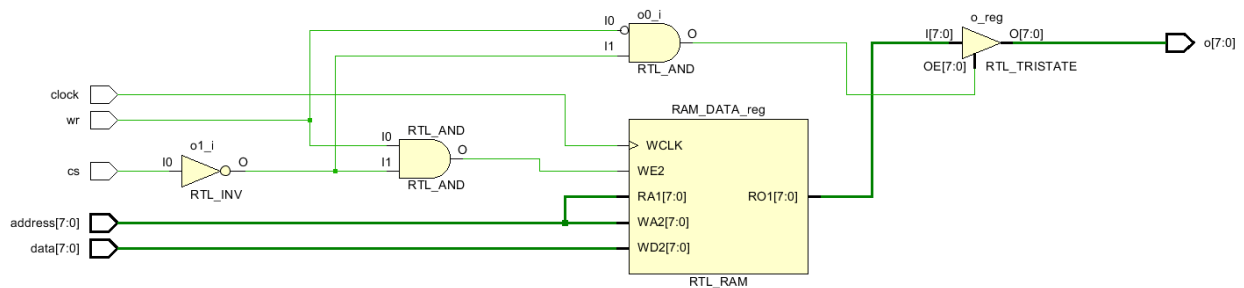 o0_i
I0
I1
O
RTL_AND
o_reg
I[7:0]
O[7:0]
OE[7:0]
RTL_TRISTATE
o[7:0]
clock
wr
cs
o1_i
I0
O
RTL_INV
RTL_AND
I0
I1
O
RTL_AND
RAM_DATA_reg
WCLK
WE2
RA1[7:0]
RO1[7:0]
WA2[7:0]
WD2[7:0]
RTL_RAM
address[7:0]
data[7:0]